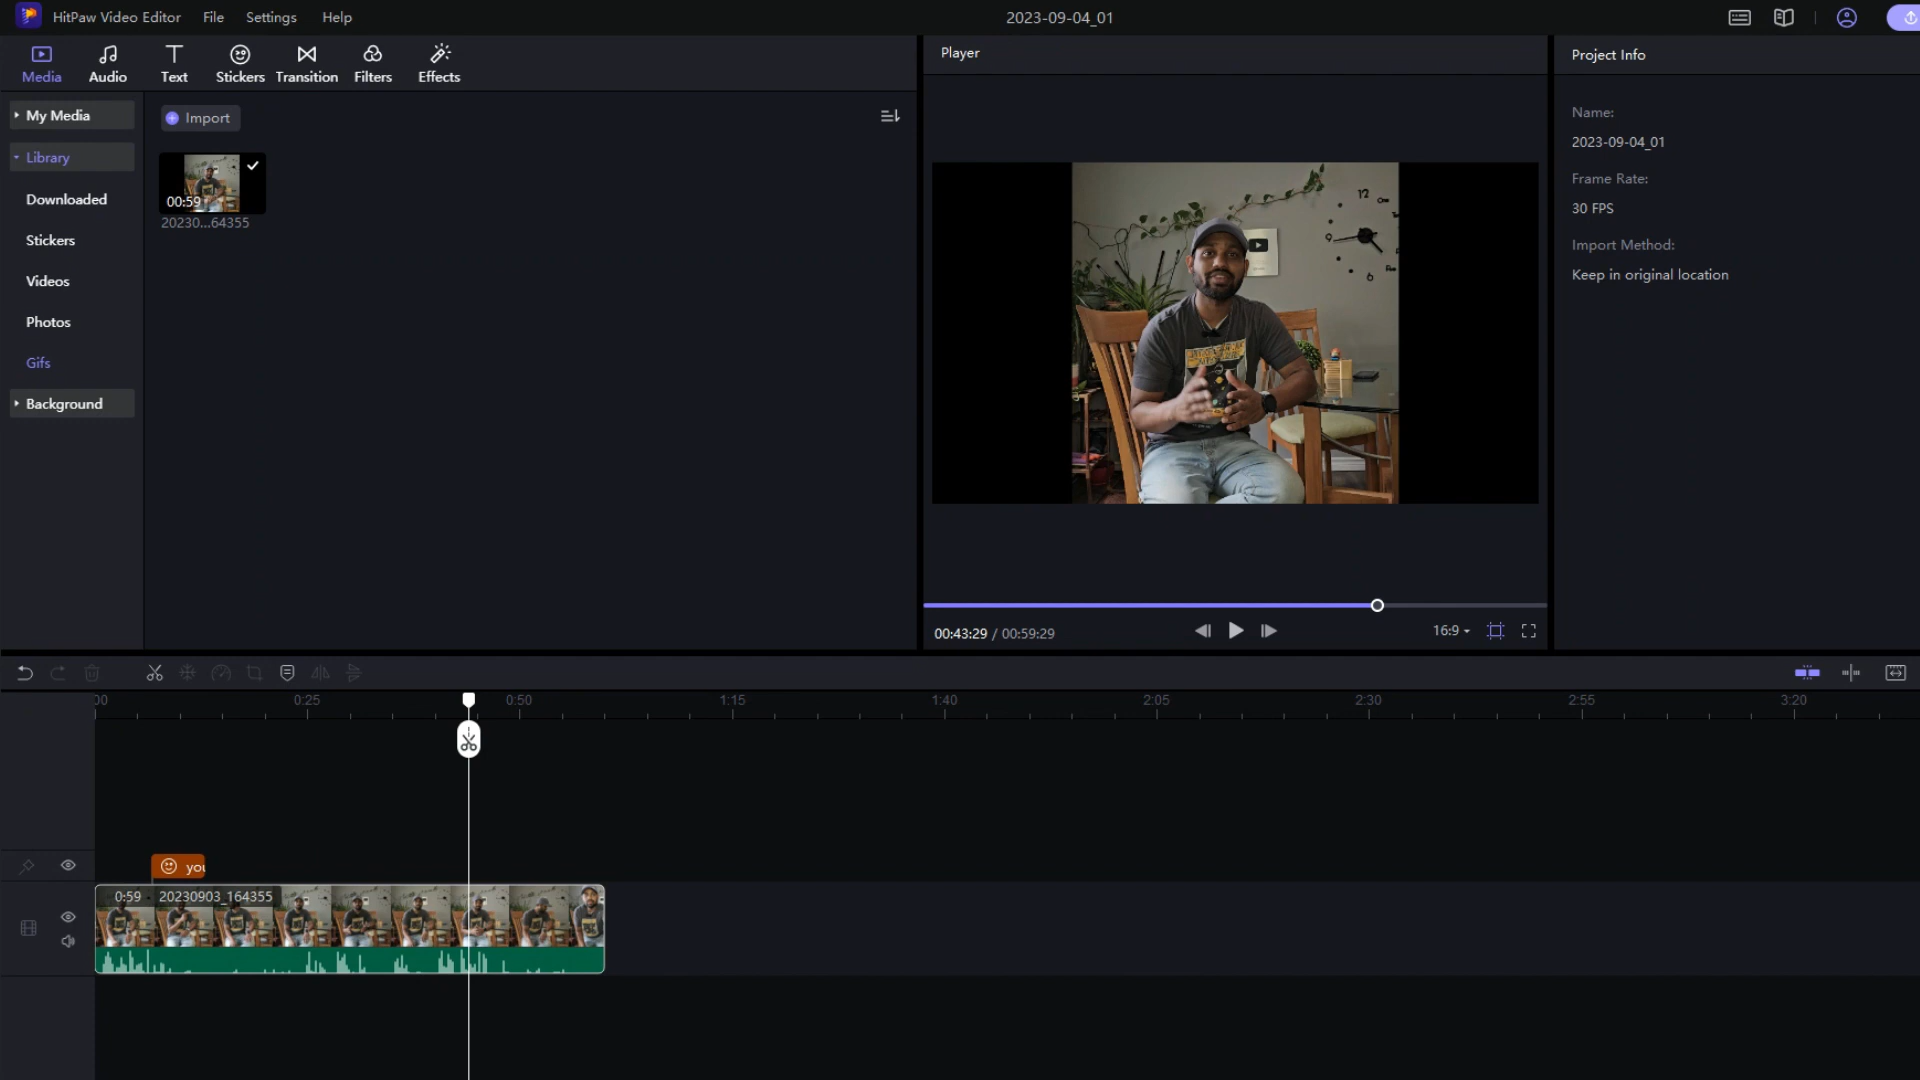 HitPaw Video Editor File Settings Help 2023-09-04_01
Media Audio Text Stickers Transition Filters Effects
My Media
Library
Downloaded
Stickers
Videos
Photos
Gifs
Background
Import
00:59
20230...64355
Player
12
6
00:43:29 / 00:59:29
16:9
Project Info
Name:
2023-09-04_01
Frame Rate:
30 FPS
Import Method:
Keep in original location
00 0:25 0:50 1:15 1:40 2:05 2:30 2:55 3:20
you
0:59 - 20230903_164355